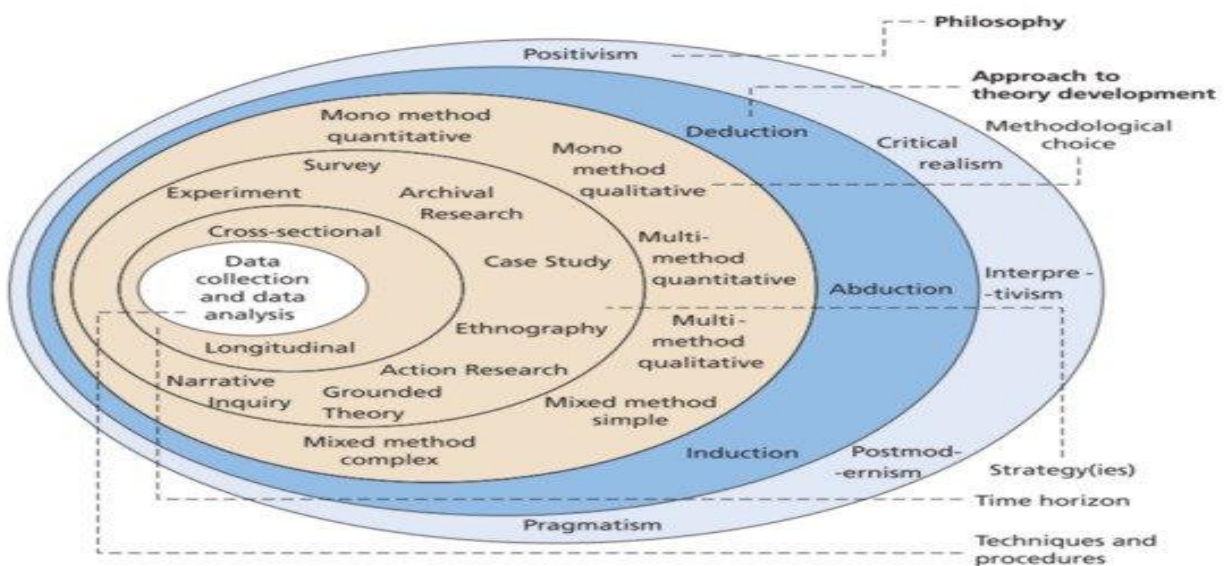 Philosophy
Positivism
Approach to
theory development
Mono method
quantitative
Deduction
Methodological
choice
Critical
realism
Mono
method
qualitative
Survey
Experiment
Archival
Research
Cross-sectional
Multi-
method
quantitative
Data
collection
and data
analysis
Case Study
Abduction
Interpre-
-tivism
Ethnography
Multi-
method
qualitative
Longitudinal
Action Research
Narrative
Inquiry
Grounded
Theory
Mixed method
simple
Mixed method
complex
Induction
Postmod-
-ernism
Strategy(ies)
Time horizon
Pragmatism
Techniques and
procedures